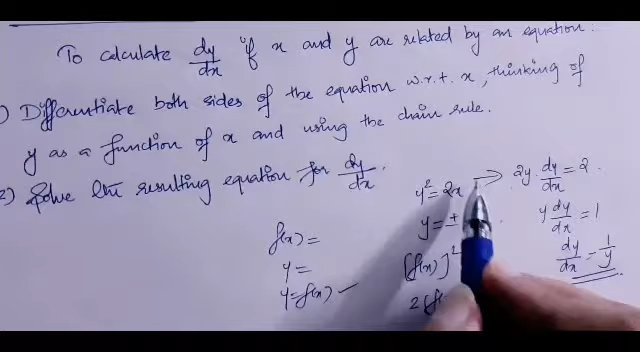 To calculate dy/dx if x and y are related by an equation:
1) Differentiate both sides of the equation w.r.t. x, thinking of
y as a function of x and using the chain rule.
2) Solve the resulting equation for dy/dx.
f(x) =
y =
y = f(x)
y² = 2x → 2y . dy/dx = 2
y = ±
y dy/dx = 1
[f(x)]²
dy/dx = 1/y